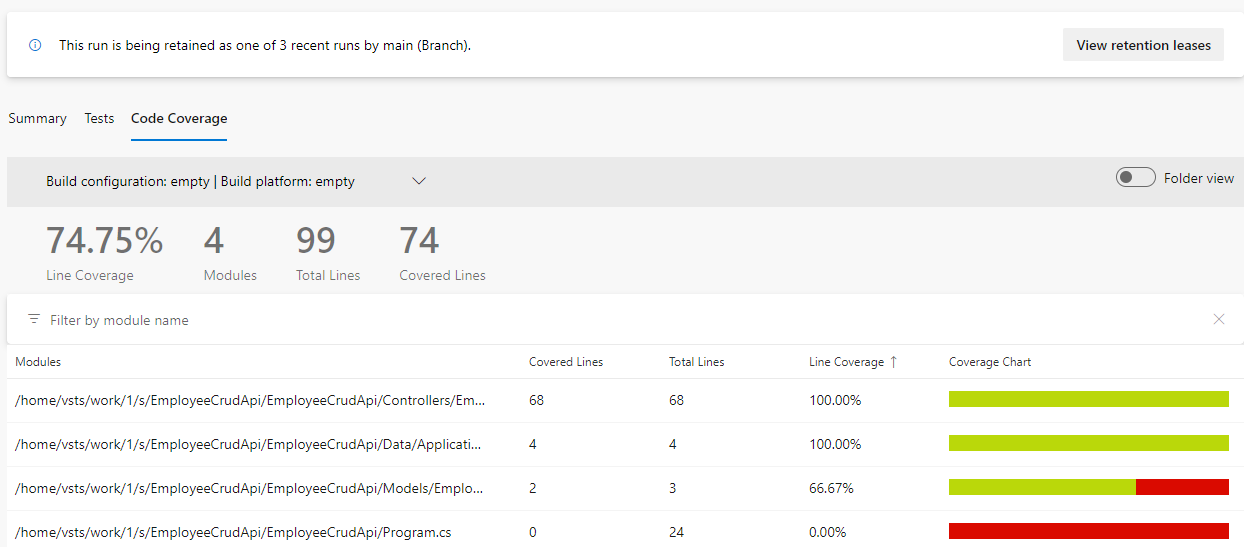 This run is being retained as one of 3 recent runs by main (Branch).
View retention leases
Summary Tests Code Coverage
Build configuration: empty | Build platform: empty
Folder view
74.75% 4 99 74
Line Coverage Modules Total Lines Covered Lines
Filter by module name
Modules Covered Lines Total Lines Line Coverage ↑ Coverage Chart
/home/vsts/work/1/s/EmployeeCrudApi/EmployeeCrudApi/Controllers/Em... 68 68 100.00%
/home/vsts/work/1/s/EmployeeCrudApi/EmployeeCrudApi/Data/Applicati... 4 4 100.00%
/home/vsts/work/1/s/EmployeeCrudApi/EmployeeCrudApi/Models/Emplo... 2 3 66.67%
/home/vsts/work/1/s/EmployeeCrudApi/EmployeeCrudApi/Program.cs 0 24 0.00%